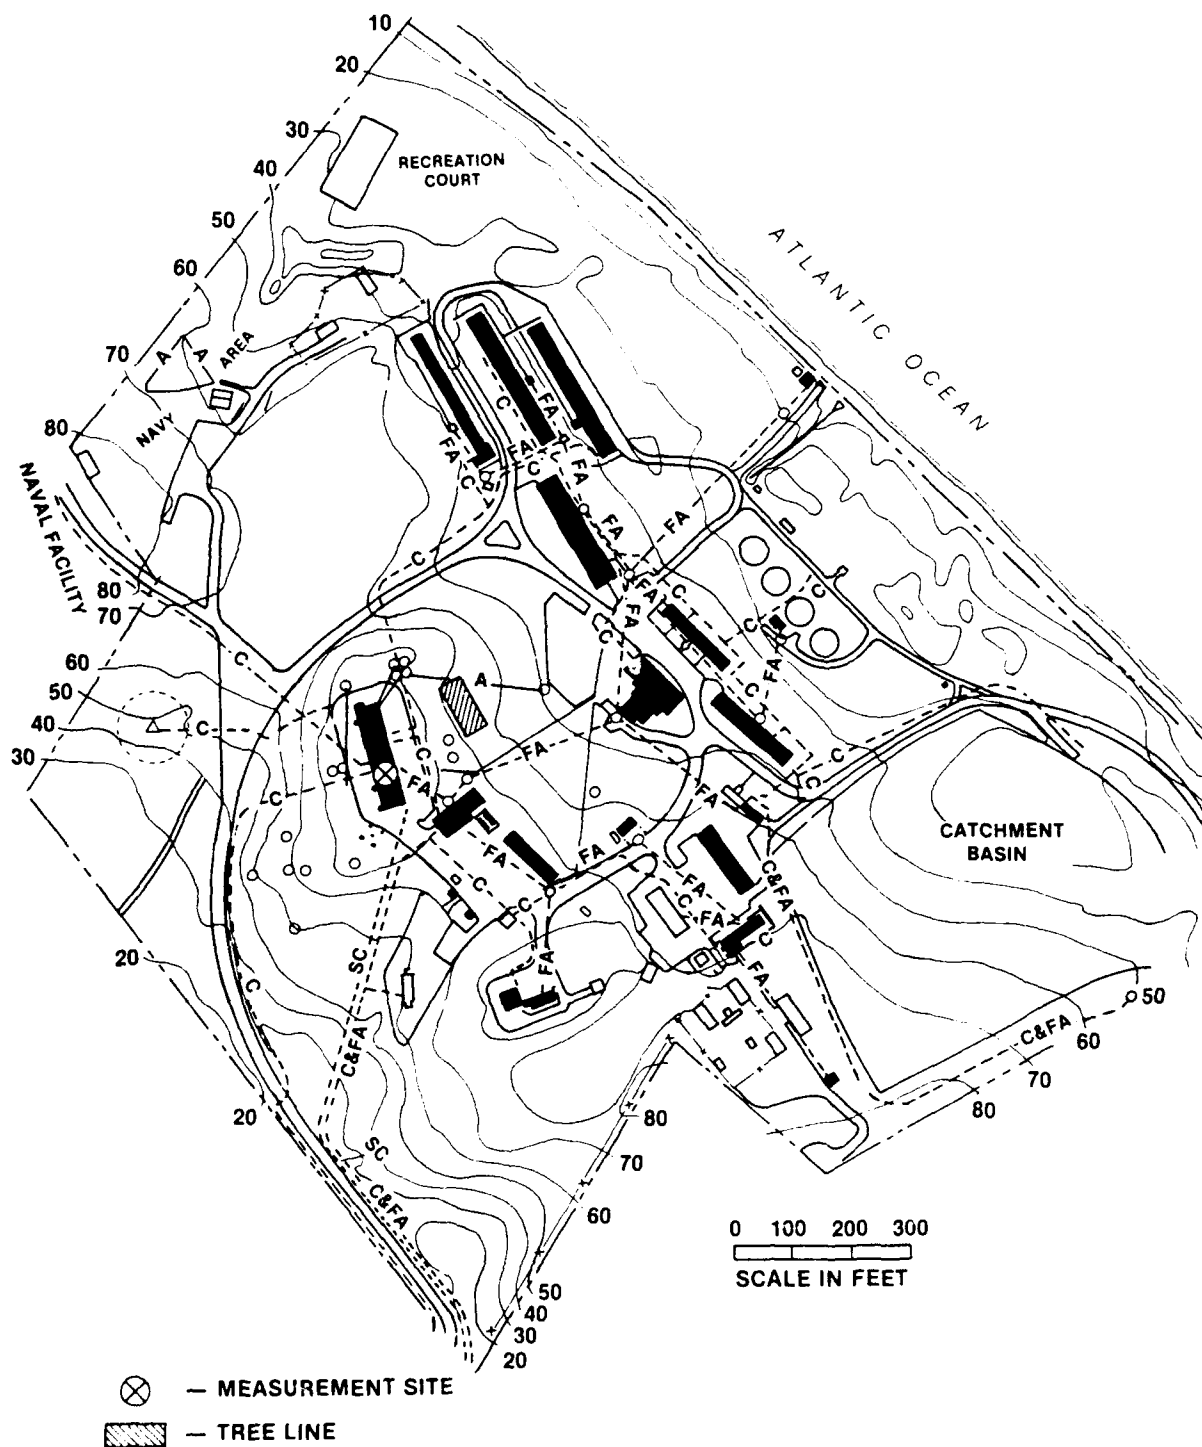 10
20
30
RECREATION
COURT
40
50
60
ATLANTIC OCEAN
70
A
A
AREA
NAVY
80
NAVAL FACILITY
C
FA
FA
FA
C
FA
C
C
FA
FA
FA
C
FA
C
C
FA
C
80
70
C
C
60
A
C
FA
50
40
C
C
C
30
FA
FA
C
C
FA
CATCHMENT
BASIN
FA
FA
C
C&FA
C
C
FA
C
20
SC
FA
FA
C
C&FA
50
C&FA
60
70
80
20
80
SC
70
C&FA
60
0 100 200 300
SCALE IN FEET
50
40
30
20
— MEASUREMENT SITE
— TREE LINE